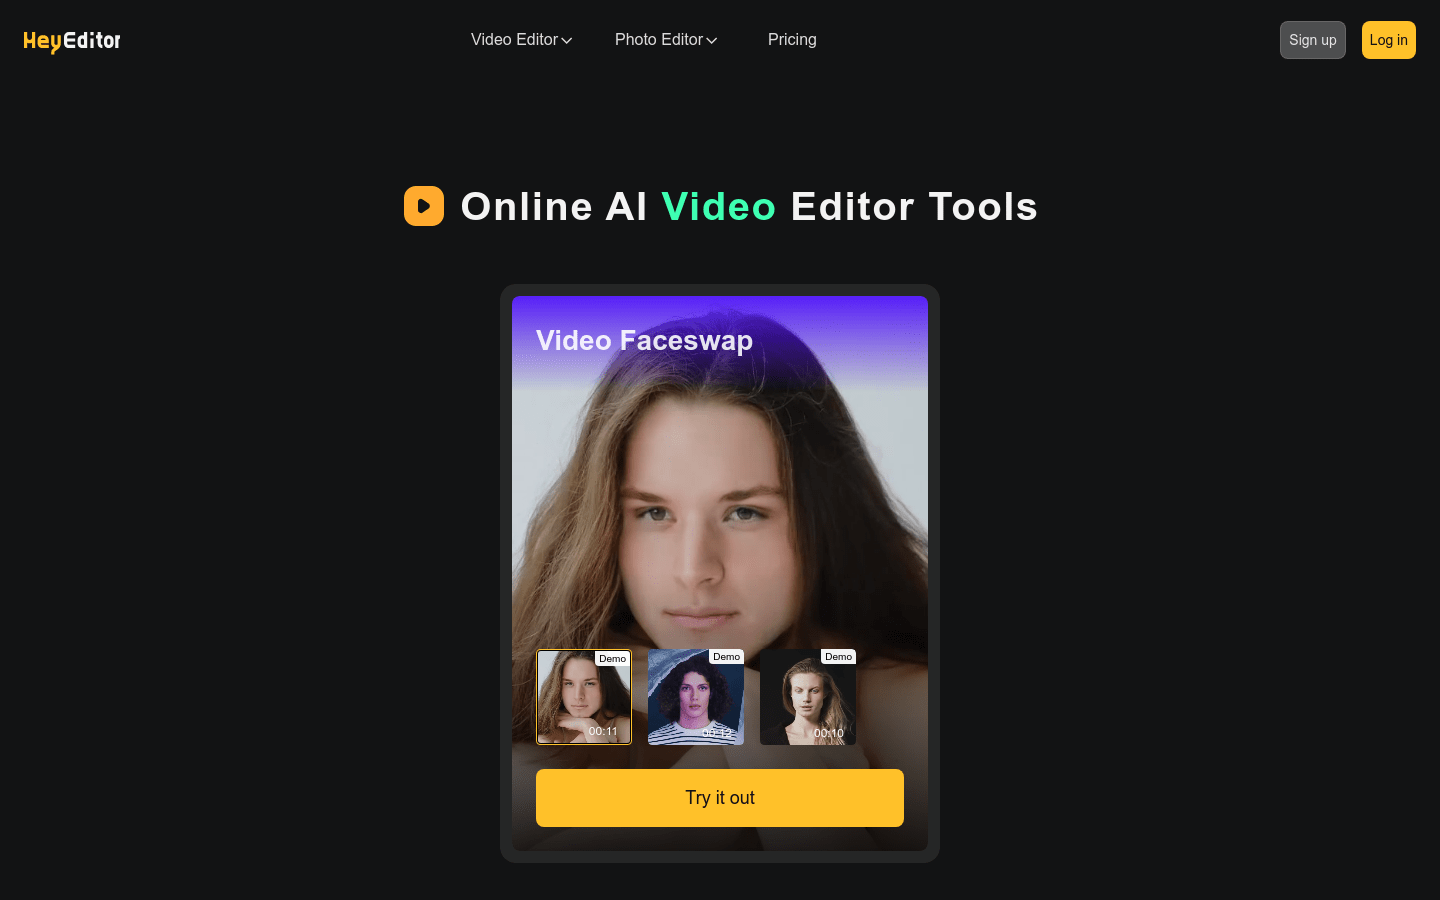 HeyEditor
Video Editor
Photo Editor
Pricing
Sign up
Log in
Online AI Video Editor Tools
Video Faceswap
Demo
Demo
Demo
00:11
00:12
00:10
Try it out